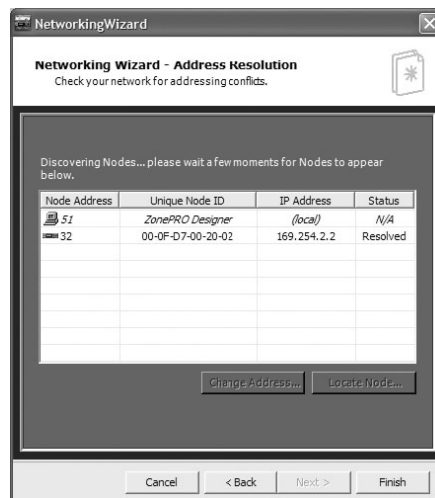 NetworkingWizard
Networking Wizard - Address Resolution
Check your network for addressing conflicts.
Discovering Nodes... please wait a few moments for Nodes to appear
below.
Node Address Unique Node ID IP Address Status
51 ZonePRO Designer (local) N/A
32 00-0F-D7-00-20-02 169.254.2.2 Resolved
Change Address... Locate Node...
Cancel < Back Next > Finish